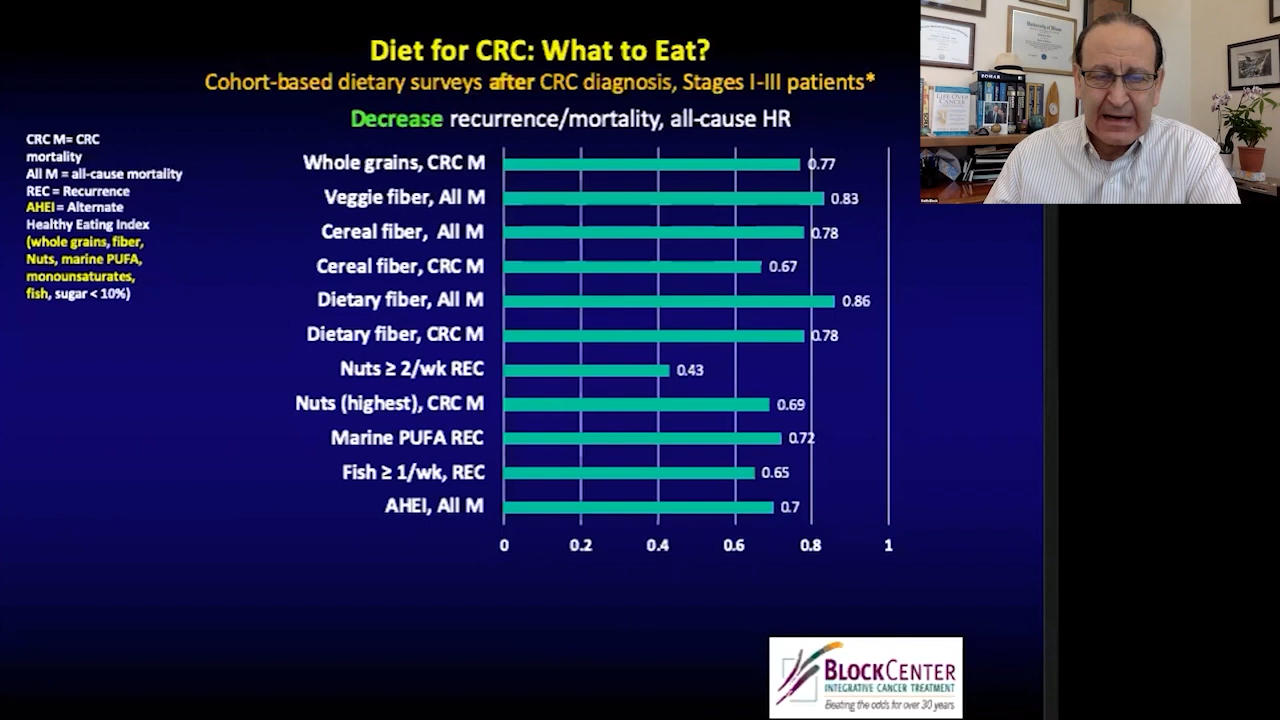 Diet for CRC: What to Eat?
Cohort-based dietary surveys after CRC diagnosis, Stages I-III patients*
Decrease recurrence/mortality, all-cause HR
CRC M= CRC
mortality
All M = all-cause mortality
REC = Recurrence
AHEI = Alternate
Healthy Eating Index
(whole grains, fiber,
Nuts, marine PUFA,
monounsaturates,
fish, sugar < 10%)
Whole grains, CRC M 0.77
Veggie fiber, All M 0.83
Cereal fiber, All M 0.78
Cereal fiber, CRC M 0.67
Dietary fiber, All M 0.86
Dietary fiber, CRC M 0.78
Nuts ≥ 2/wk REC 0.43
Nuts (highest), CRC M 0.69
Marine PUFA REC 0.72
Fish ≥ 1/wk, REC 0.65
AHEI, All M 0.7
0 0.2 0.4 0.6 0.8 1
LIFE OVER
CANCER
BLOCKCENTER
INTEGRATIVE CANCER TREATMENT
Beating the odds for over 30 years